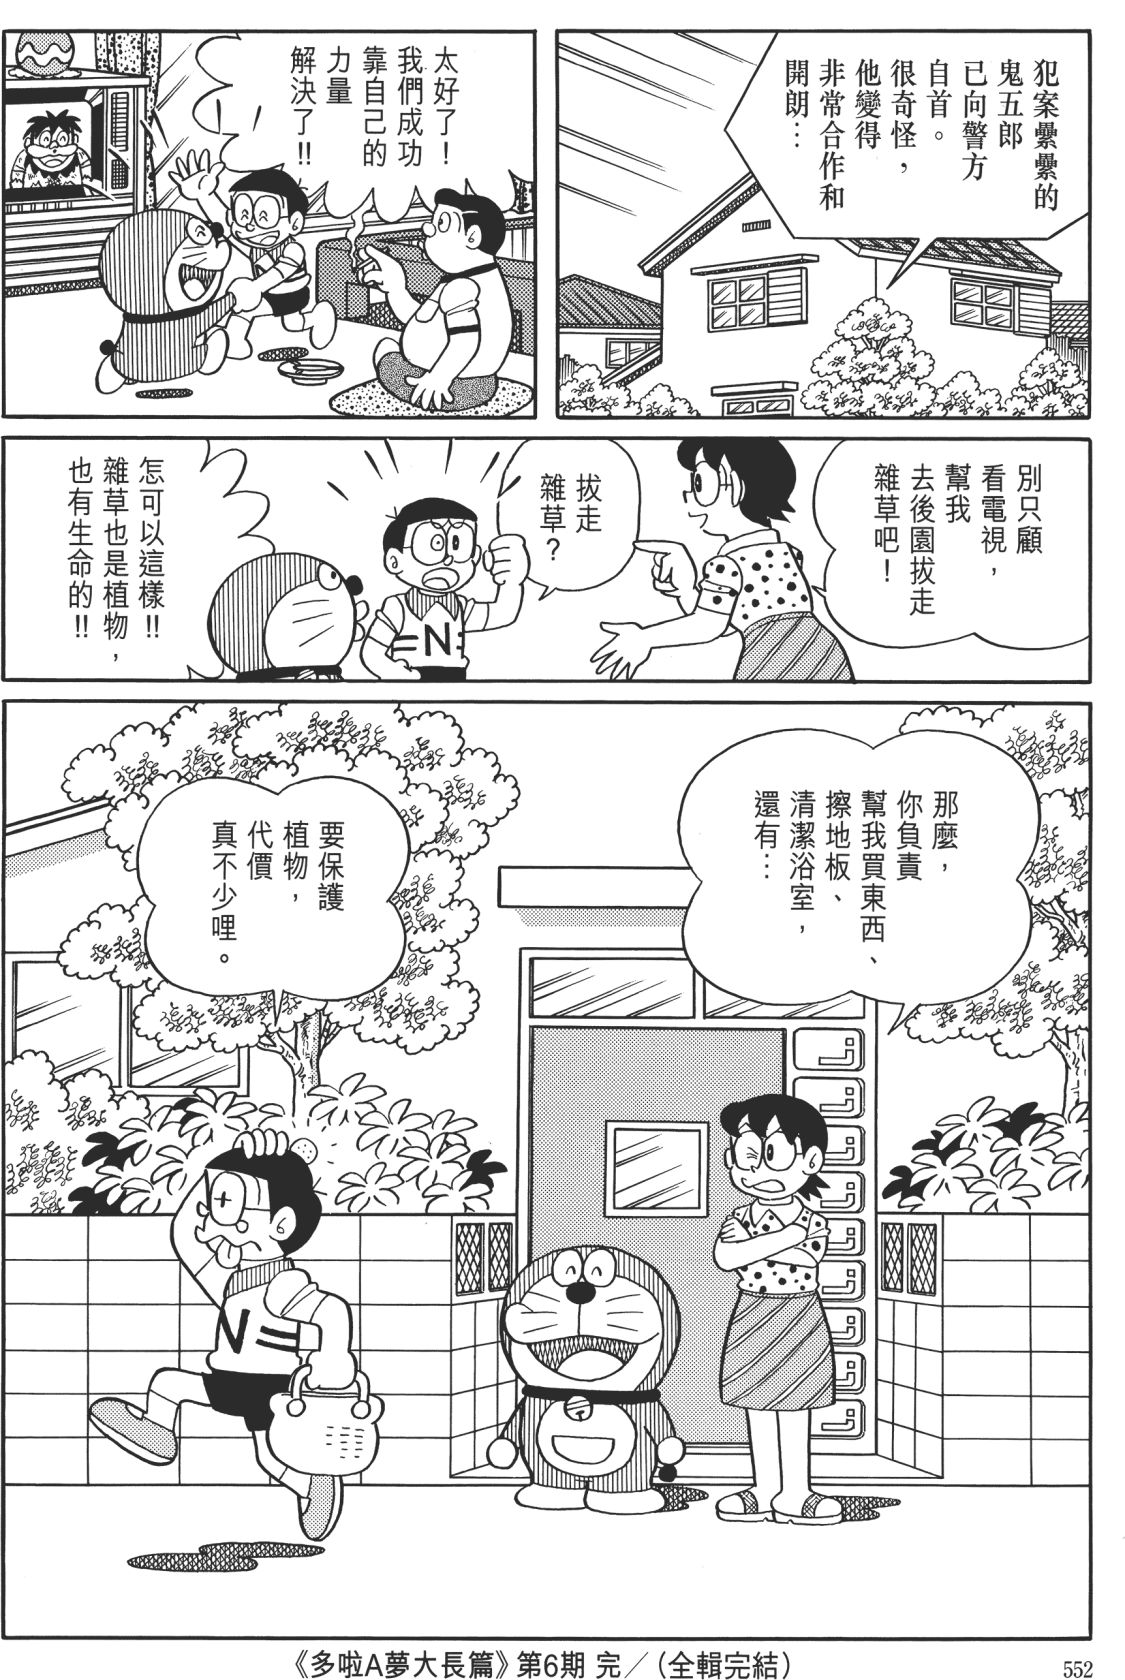 犯案纍纍的
鬼五郎
已向警方
自首。
很奇怪，
他變得
非常合作和
開朗…
太好了！
我們成功
靠自己的
力量
解決了!!
別只顧
看電視，
幫我
去後園拔走
雜草吧！
拔走
雜草？
怎可以這樣!!
雜草也是植物，
也有生命的!!
那麼，
你負責
幫我買東西、
擦地板、
清潔浴室，
還有…
要保護
植物，
代價
真不少哩。
N
N
《多啦A夢大長篇》第6期 完／（全輯完結）
552